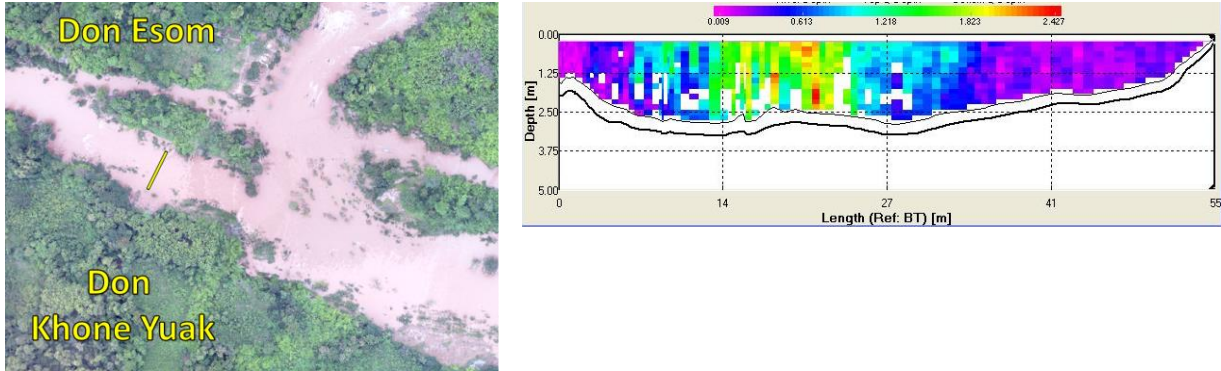 Don Esom
Don
Khone Yuak
0.009 0.613 1.218 1.823 2.427
0.00
1.25
2.50
3.75
5.00
Depth [m]
0 14 27 41 55
Length (Ref: BT) [m]